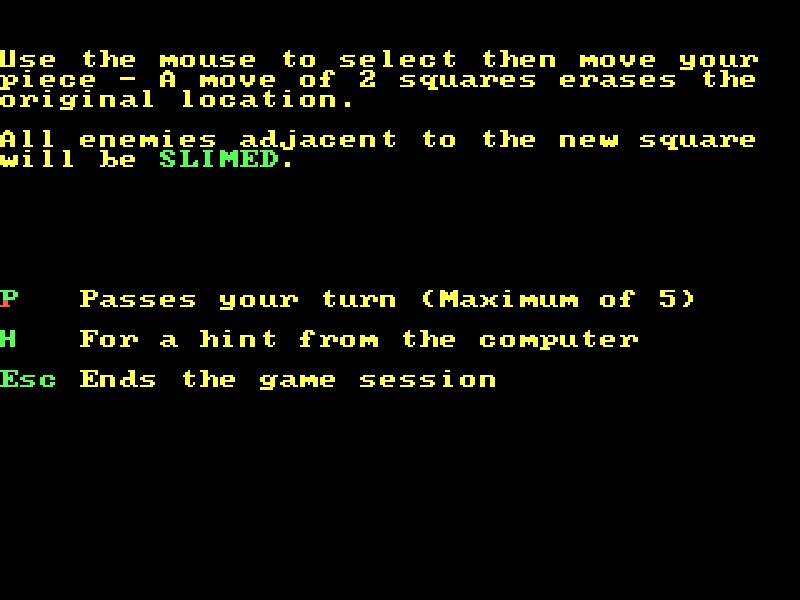 Use the mouse to select then move your
piece - A move of 2 squares erases the
original location.
All enemies adjacent to the new square
will be SLIMED.
P Passes your turn (Maximum of 5)
H For a hint from the computer
Esc Ends the game session